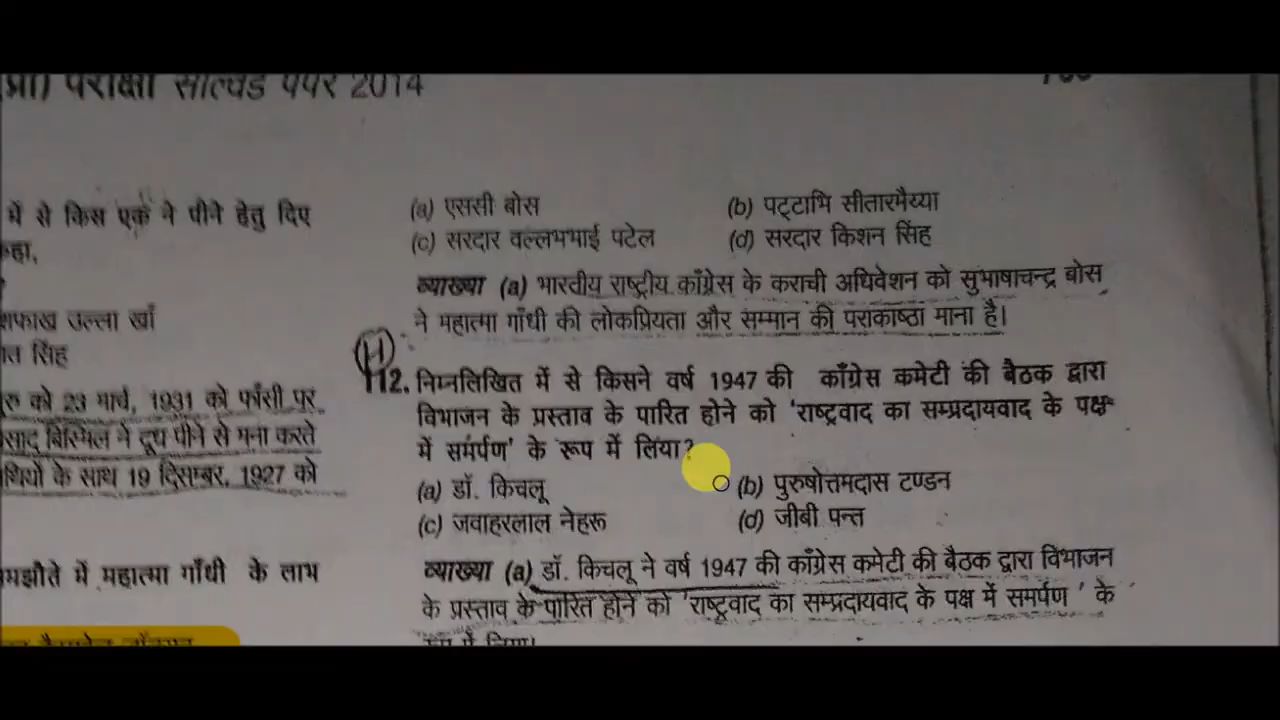 (प्रा) परीक्षा सॉल्वड पेपर 2014
में से किस एक ने पीने हेतु दिए
कहा,
शफाख उल्ला खाँ
गत सिंह
को 23 मार्च, 1931 को फाँसी पर
साद बिस्मिल ने दूध पीने से मना करते
थियों के साथ 19 दिसम्बर, 1927 को
मझौते में महात्मा गाँधी के लाभ
(a) एससी बोस (b) पट्टाभि सीतारमैय्या
(c) सरदार वल्लभभाई पटेल (d) सरदार किशन सिंह
व्याख्या (a) भारतीय राष्ट्रीय काँग्रेस के कराची अधिवेशन को सुभाषाचन्द्र बोस
ने महात्मा गाँधी की लोकप्रियता और सम्मान की पराकाष्ठा माना है।
H
112. निम्नलिखित में से किसने वर्ष 1947 की काँग्रेस कमेटी की बैठक द्वारा
विभाजन के प्रस्ताव के पारित होने को 'राष्ट्रवाद का सम्प्रदायवाद के पक्ष
में समर्पण' के रूप में लिया?
(a) डॉ. किचलू (b) पुरुषोत्तमदास टण्डन
(c) जवाहरलाल नेहरू (d) जीबी पन्त
व्याख्या (a) डॉ. किचलू ने वर्ष 1947 की काँग्रेस कमेटी की बैठक द्वारा विभाजन
के प्रस्ताव के पारित होने को 'राष्ट्रवाद का सम्प्रदायवाद के पक्ष में समर्पण ' के
रूप में लिया।